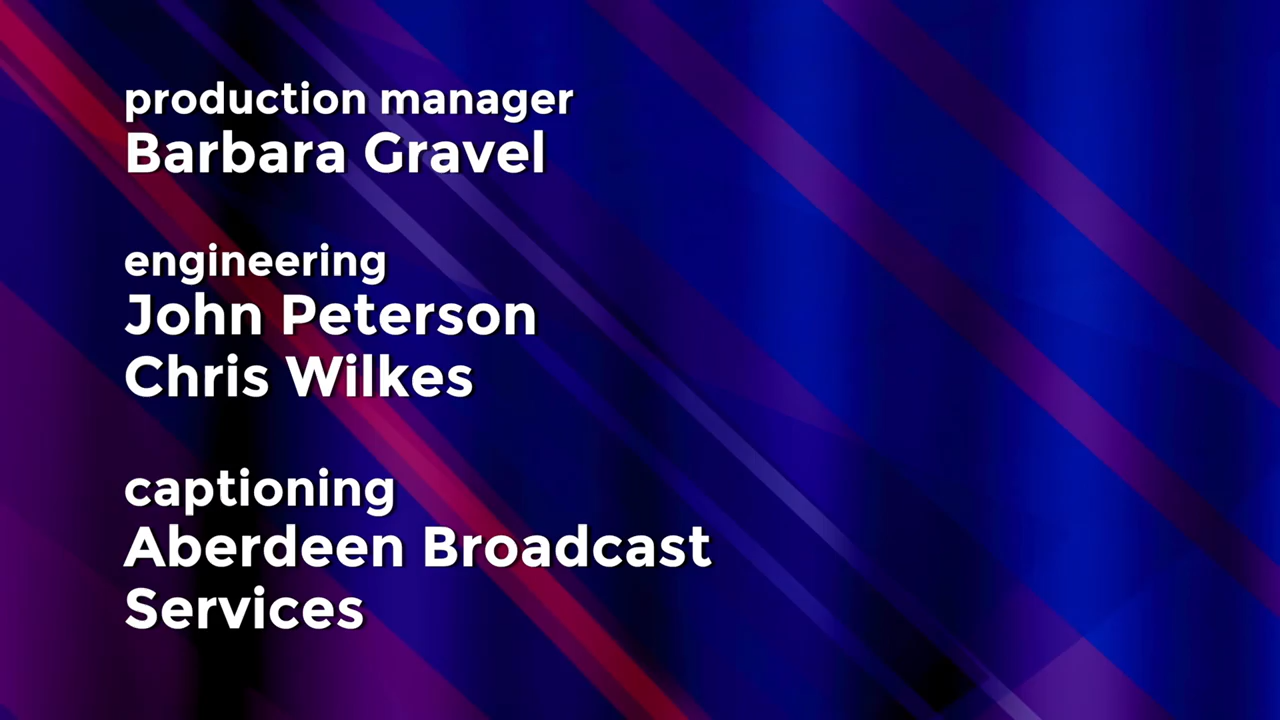 production manager
Barbara Gravel
engineering
John Peterson
Chris Wilkes
captioning
Aberdeen Broadcast
Services